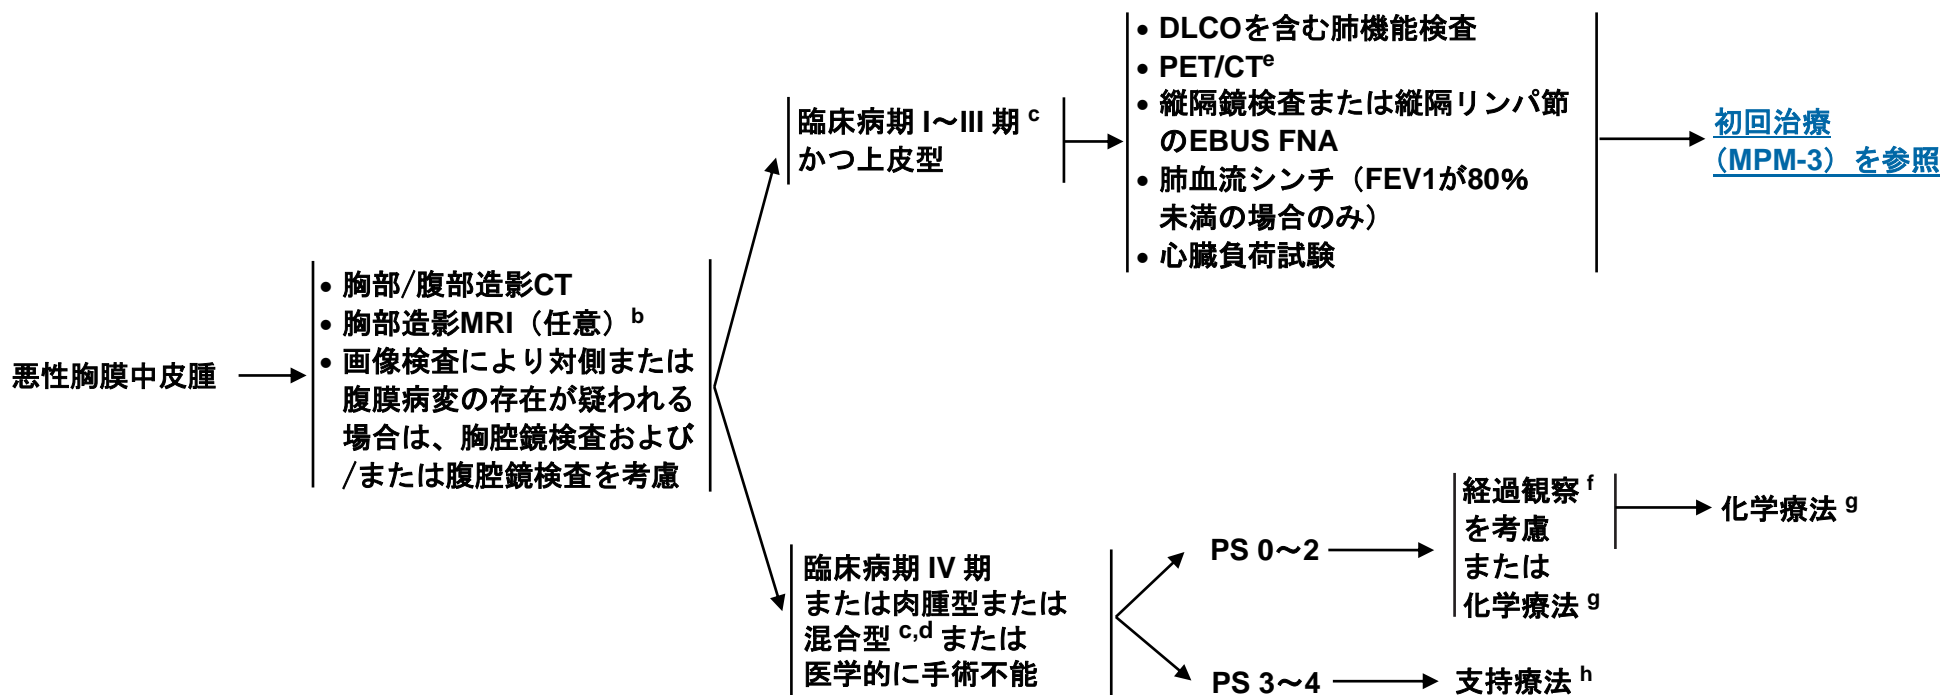 悪性胸膜中皮腫
• 胸部/腹部造影CT
• 胸部造影MRI（任意）b
• 画像検査により対側または
腹膜病変の存在が疑われる
場合は、胸腔鏡検査および
/または腹腔鏡検査を考慮
臨床病期 I～III 期 c
かつ上皮型
• DLCOを含む肺機能検査
• PET/CTe
• 縦隔鏡検査または縦隔リンパ節
のEBUS FNA
• 肺血流シンチ（FEV1が80%
未満の場合のみ）
• 心臓負荷試験
初回治療
（MPM-3）を参照
臨床病期 IV 期
または肉腫型または
混合型 c,d または
医学的に手術不能
PS 0～2
経過観察 f
を考慮
または
化学療法 g
化学療法 g
PS 3～4
支持療法 h